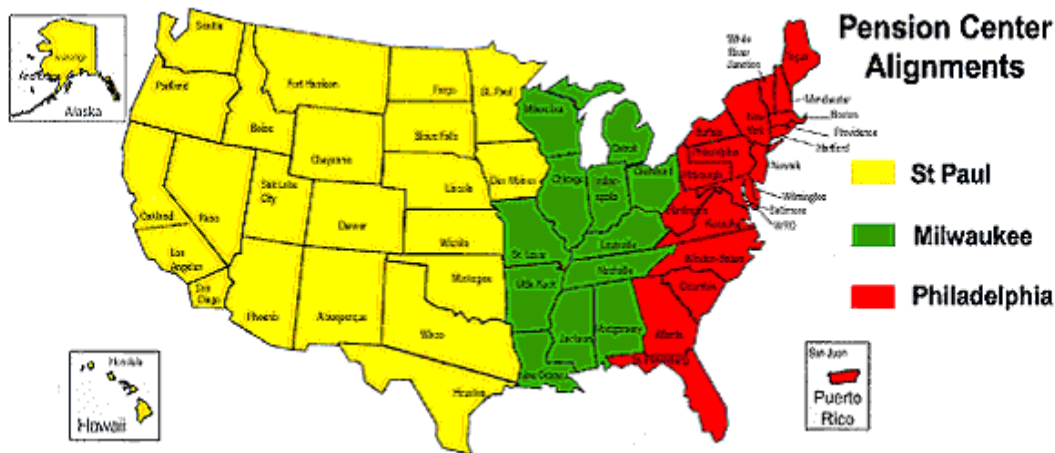 Pension Center
Alignments
St Paul
Milwaukee
Philadelphia
Alaska
Hawaii
Honolulu
San Juan
Puerto
Rico
White
River
Junction
Manchester
Boston
Providence
Hartford
Newark
Wilmington
Baltimore
WRO
Seattle
Portland
Fort Harrison
Fargo
St. Paul
Boise
Sioux Falls
Cheyenne
Salt Lake
City
Lincoln
Des Moines
Oakland
Reno
Denver
Wichita
Los
Angeles
San
Diego
Phoenix
Albuquerque
Muskogee
Waco
Houston
Milwaukee
Detroit
Chicago
Indian-
apolis
Cleveland
St. Louis
Louisville
Nashville
Little Rock
Jackson
Montgomery
New Orleans
Togus
New
York
Buffalo
Philadelphia
Pittsburgh
Huntington
Roanoke
Winston-Salem
Columbia
Atlanta
St. Petersburg